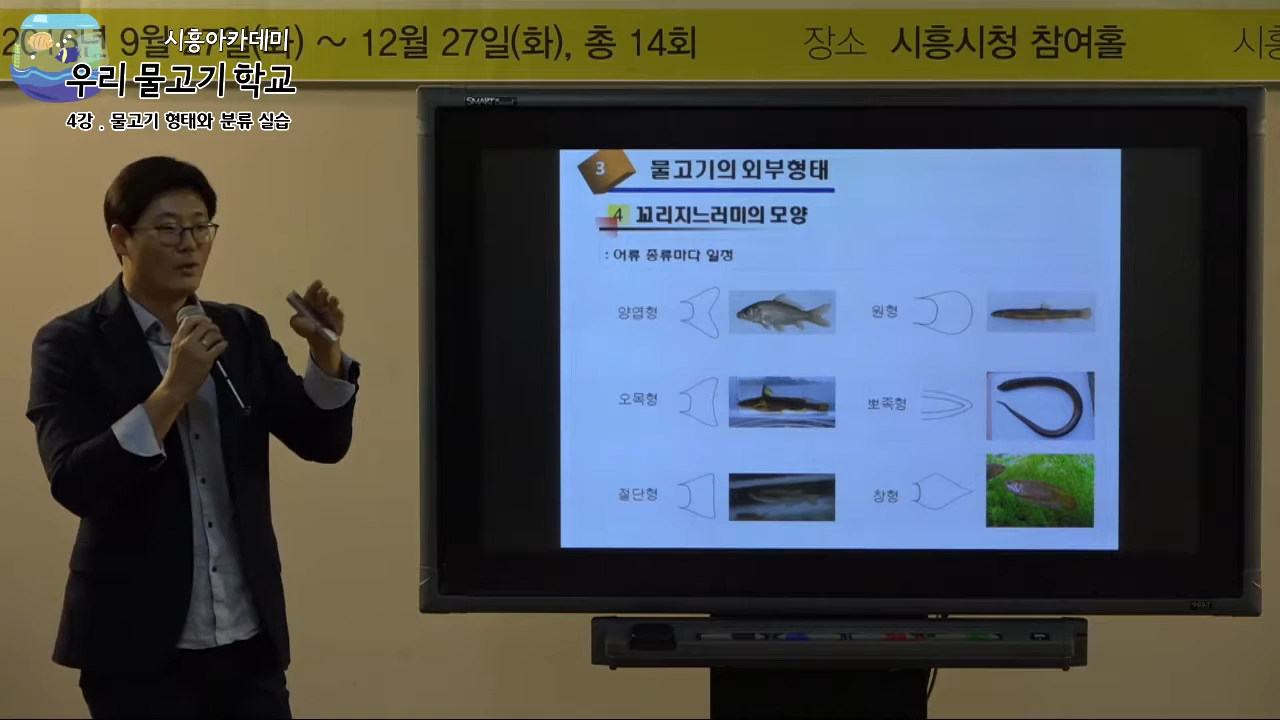 9월
~ 12월 27일(화), 총 14회
장소 시흥시청 참여홀
시흥아카데미
우리 물고기 학교
4강 . 물고기 형태와 분류 실습
SMART
3 물고기의 외부형태
4 꼬리지느러미의 모양
: 어류 종류마다 일정
양엽형
원형
오목형
뾰족형
절단형
창형